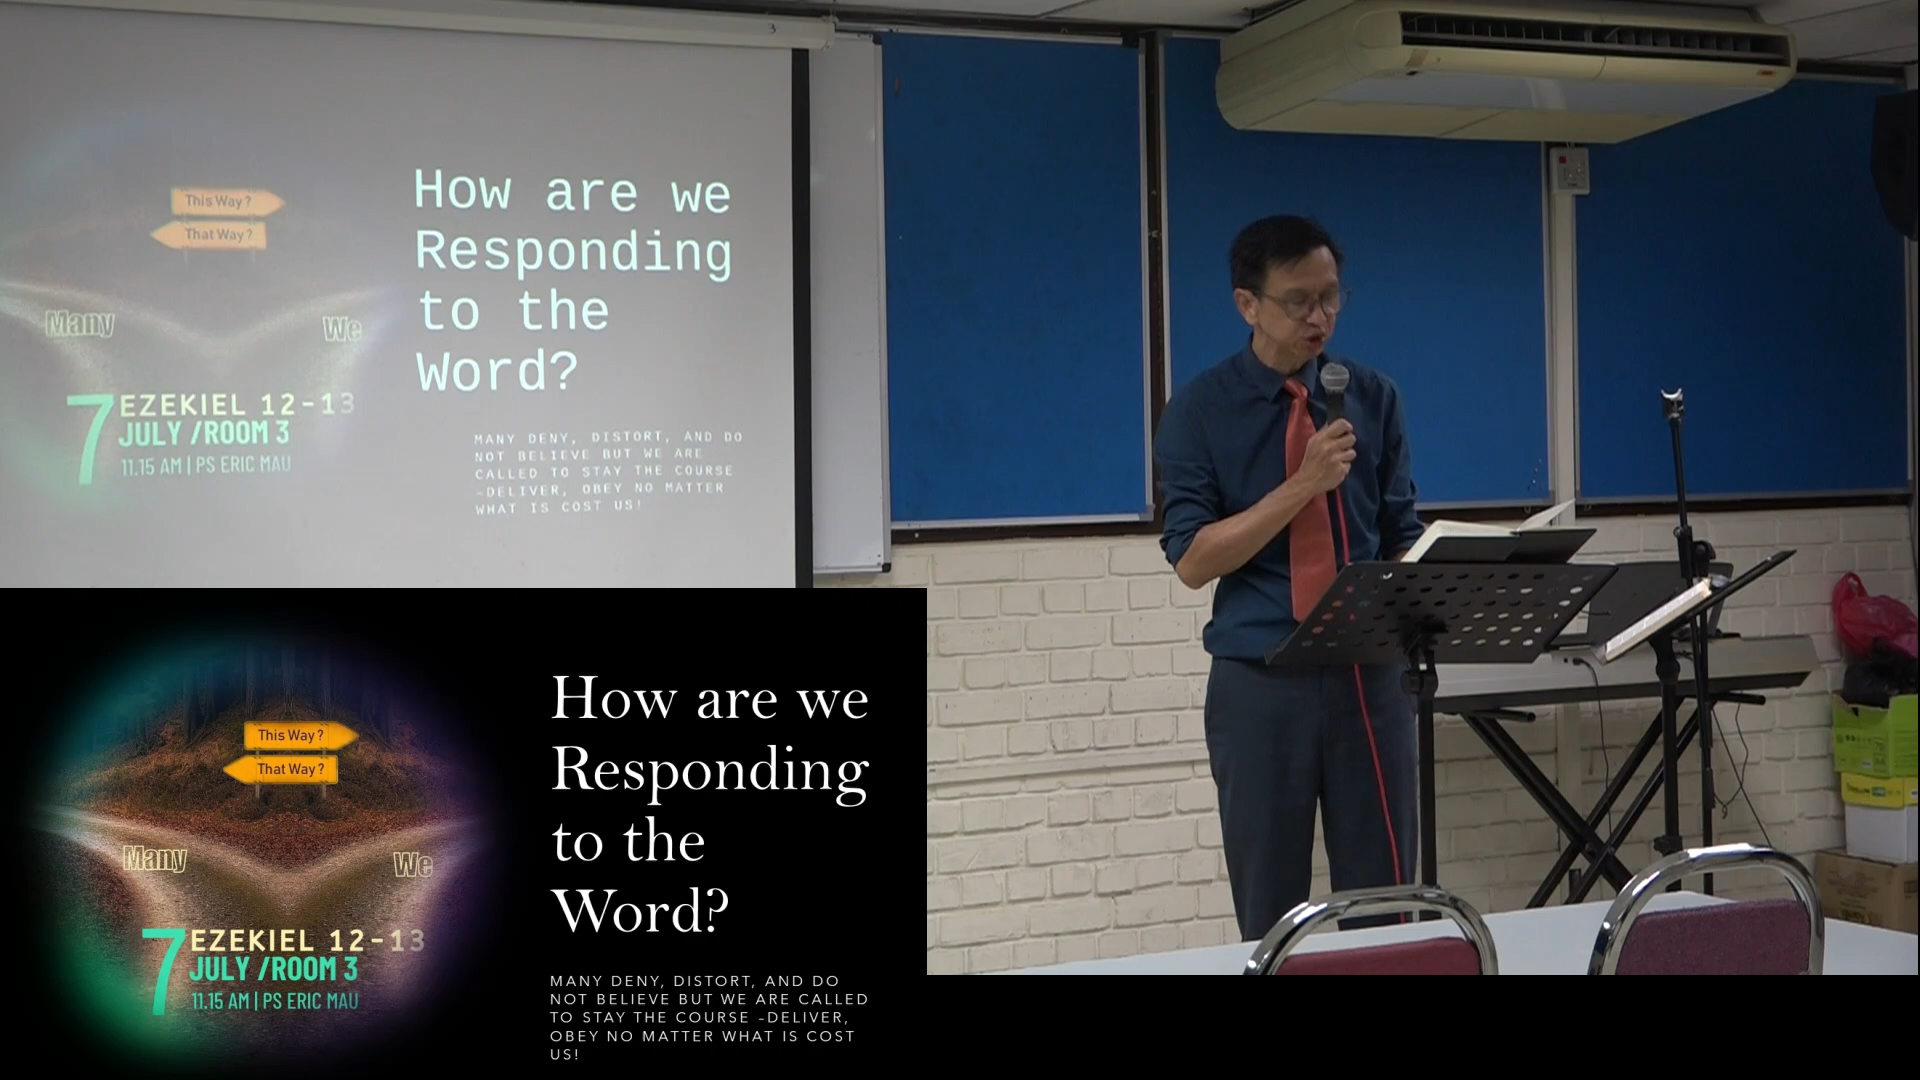 This Way?
That Way?
Many
We
7
EZEKIEL 12-13
JULY /ROOM 3
11.15 AM | PS ERIC MAU
How are we
Responding
to the
Word?
MANY DENY, DISTORT, AND DO
NOT BELIEVE BUT WE ARE
CALLED TO STAY THE COURSE
-DELIVER, OBEY NO MATTER
WHAT IS COST US!
This Way?
That Way?
Many
We
7
EZEKIEL 12-13
JULY /ROOM 3
11.15 AM | PS ERIC MAU
How are we
Responding
to the
Word?
MANY DENY, DISTORT, AND DO
NOT BELIEVE BUT WE ARE CALLED
TO STAY THE COURSE -DELIVER,
OBEY NO MATTER WHAT IS COST
US!